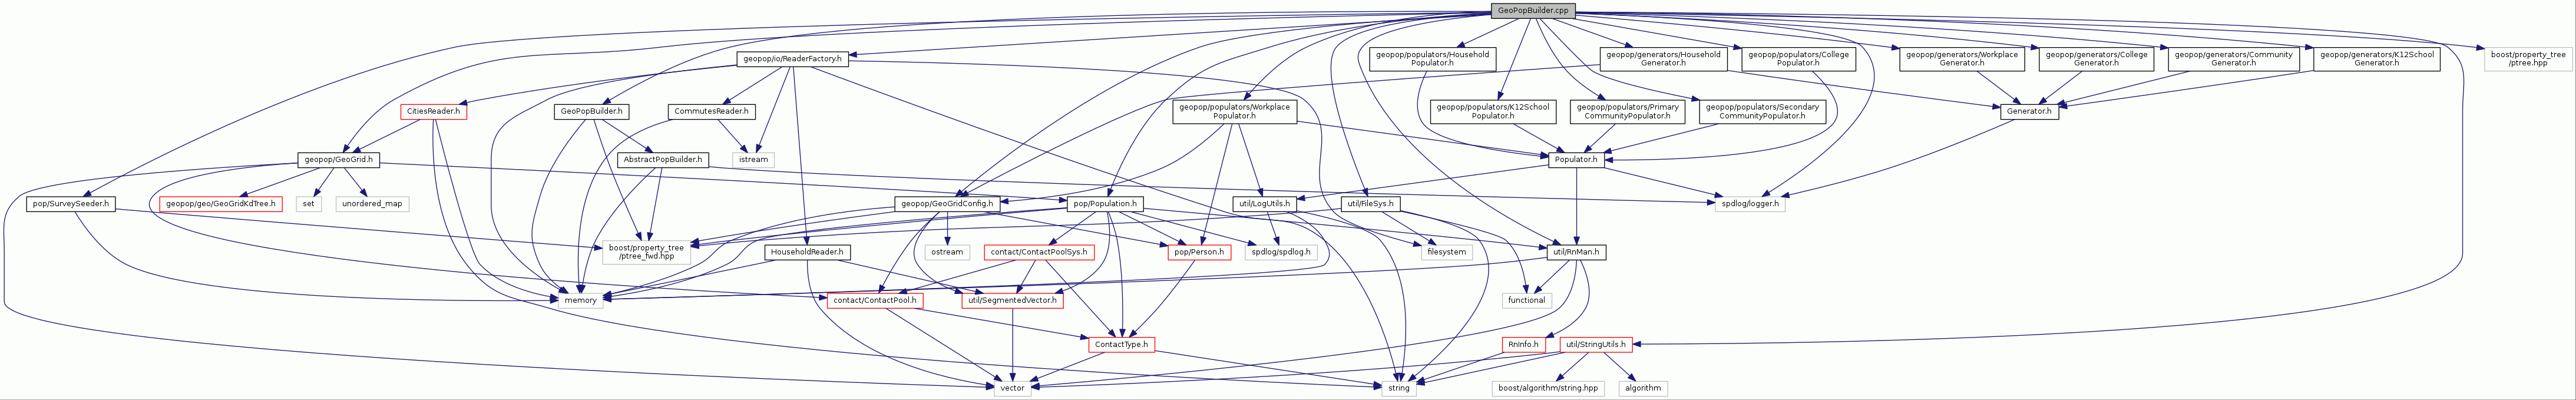 GeoPopBuilder.cpp
geopop/io/ReaderFactory.h
geopop/populators/Household
Populator.h
geopop/generators/Household
Generator.h
geopop/populators/College
Populator.h
geopop/generators/Workplace
Generator.h
geopop/generators/College
Generator.h
geopop/generators/Community
Generator.h
geopop/generators/K12School
Generator.h
boost/property_tree
/ptree.hpp
CitiesReader.h
GeoPopBuilder.h
CommutesReader.h
geopop/populators/Workplace
Populator.h
geopop/populators/K12School
Populator.h
geopop/populators/Primary
CommunityPopulator.h
geopop/populators/Secondary
CommunityPopulator.h
Generator.h
geopop/GeoGrid.h
AbstractPopBuilder.h
istream
Populator.h
pop/SurveySeeder.h
geopop/geo/GeoGridKdTree.h
set
unordered_map
geopop/GeoGridConfig.h
pop/Population.h
util/LogUtils.h
util/FileSys.h
spdlog/logger.h
boost/property_tree
/ptree_fwd.hpp
HouseholdReader.h
ostream
contact/ContactPoolSys.h
pop/Person.h
spdlog/spdlog.h
filesystem
util/RnMan.h
memory
contact/ContactPool.h
util/SegmentedVector.h
functional
ContactType.h
RnInfo.h
util/StringUtils.h
vector
string
boost/algorithm/string.hpp
algorithm